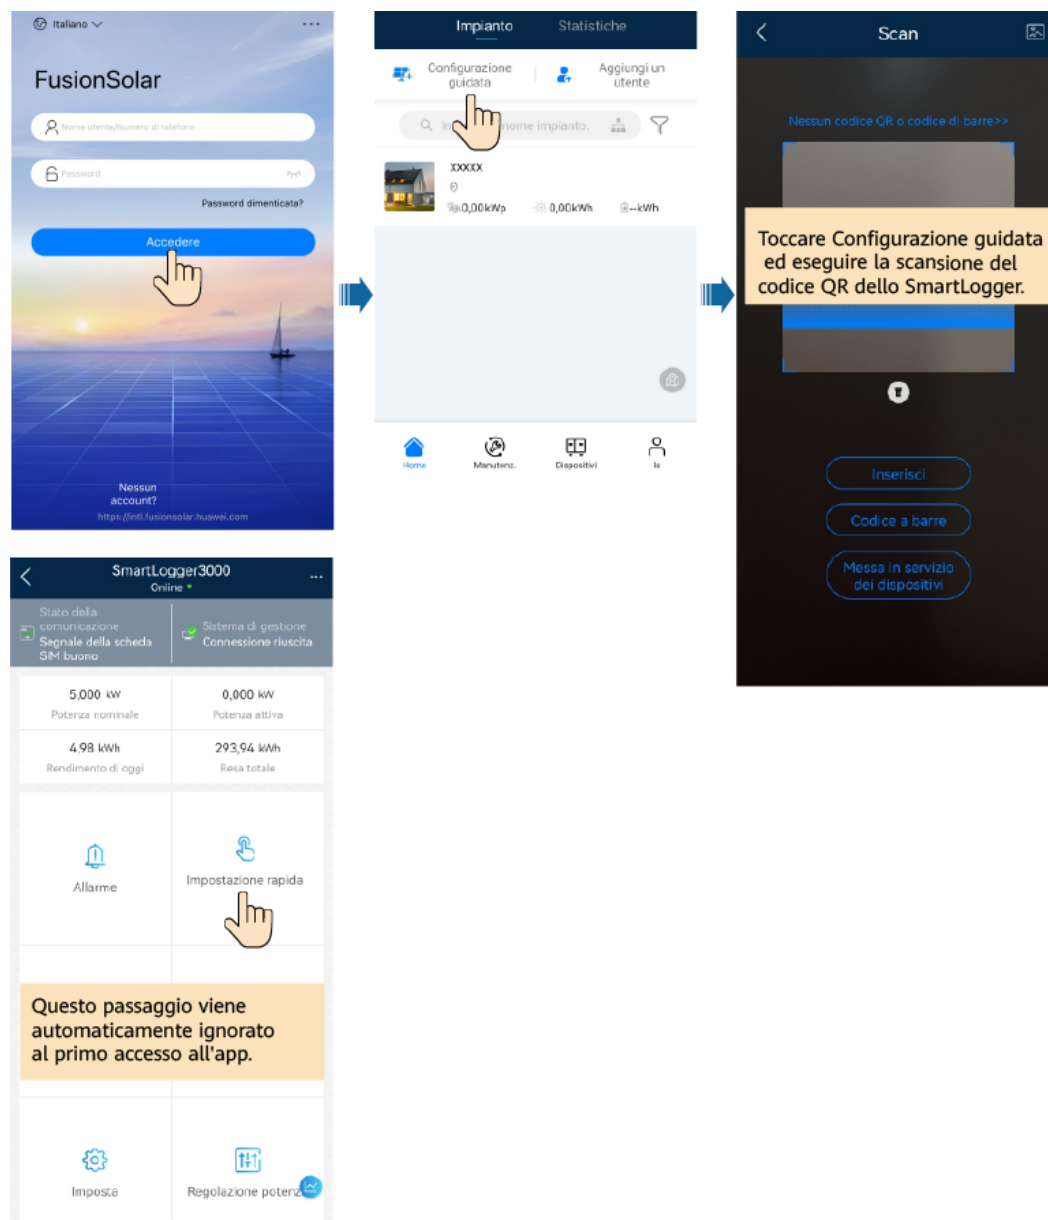 Italiano
FusionSolar
Nome utente/Numero di telefono
Password
Password dimenticata?
Accedere
Nessun
account?
https://intl.fusionsolar.huawei.com
Impianto Statistiche
Configurazione
guidata
Aggiungi un
utente
nome impianto.
xxxxx
0,00kWp 0,00kWh --kWh
Home Manutenz. Dispositivi Io
Scan
Nessun codice QR o codice di barre>>
Toccare Configurazione guidata
ed eseguire la scansione del
codice QR dello SmartLogger.
Inserisci
Codice a barre
Messa in servizio
dei dispositivi
SmartLogger3000
Online
Stato della
comunicazione
Segnale della scheda
SIM buono
Sistema di gestione
Connessione riuscita
5,000 kW 0,000 kW
Potenza nominale Potenza attiva
4,98 kWh 293,94 kWh
Rendimento di oggi Resa totale
Allarme Impostazione rapida
Questo passaggio viene
automaticamente ignorato
al primo accesso all'app.
Imposta Regolazione potenz